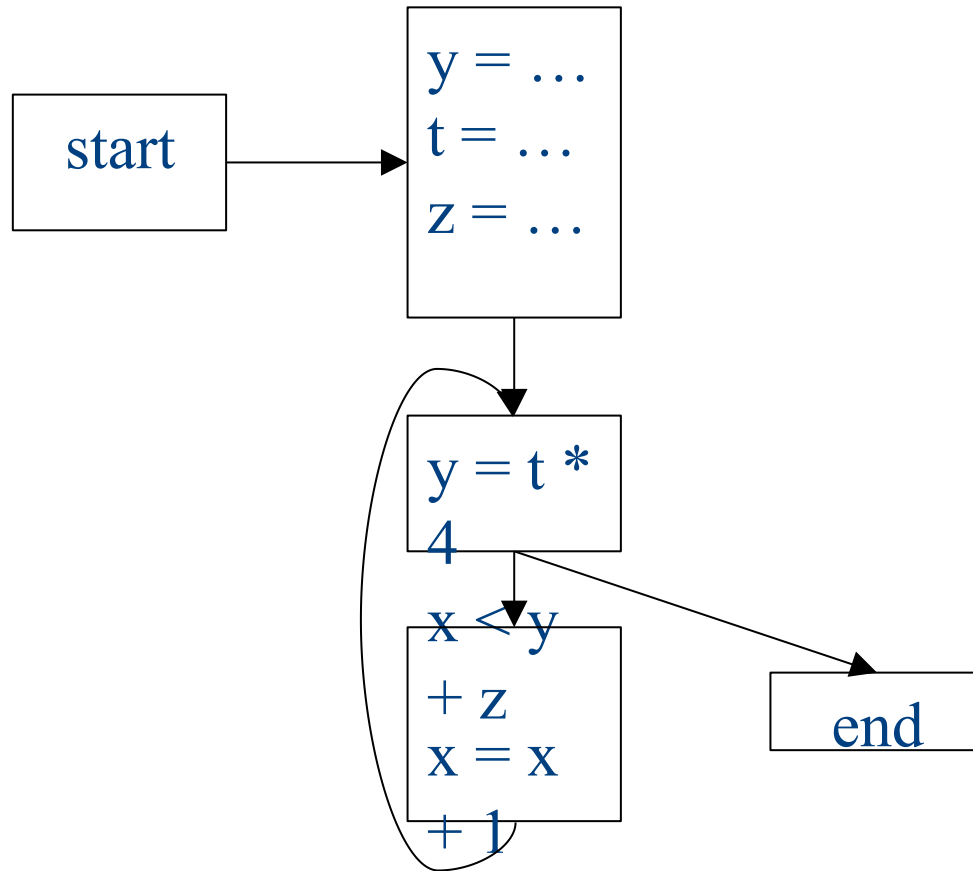 start
y = …
t = …
z = …
y = t *
4
x < y
+ z
x = x
+ 1
end